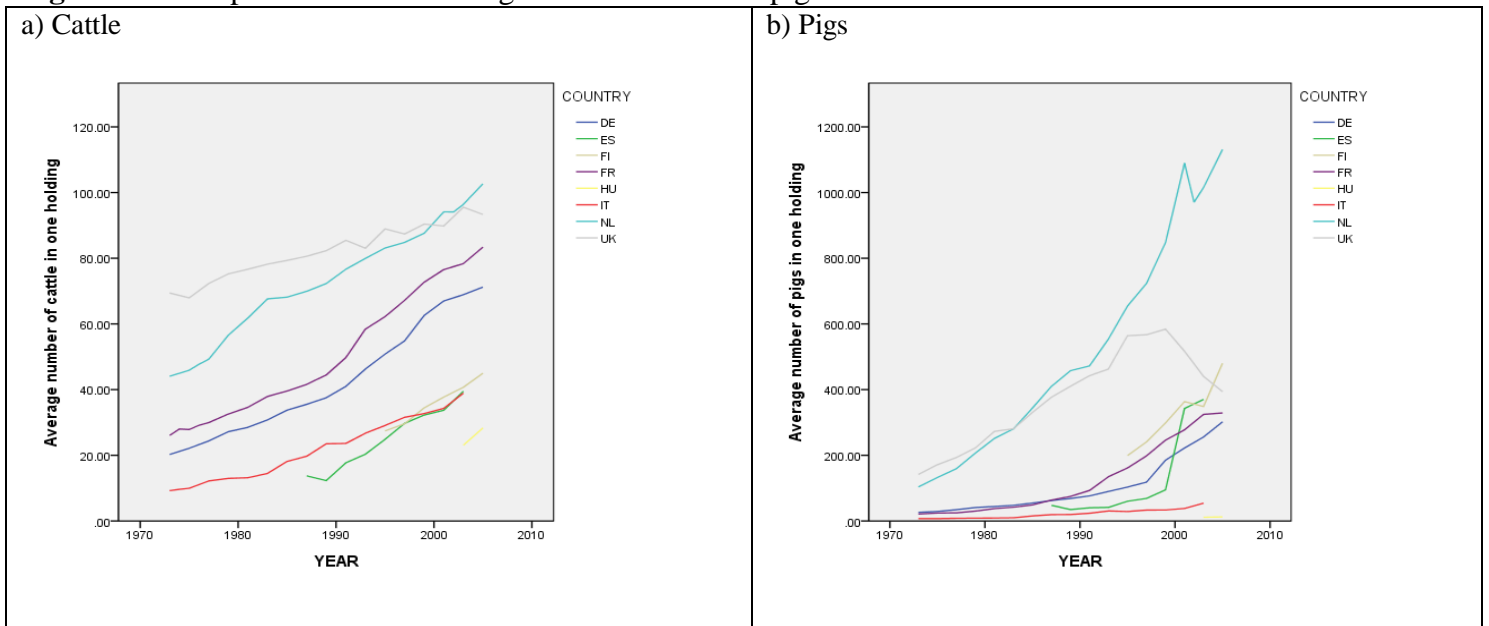 a) Cattle
COUNTRY
DE
ES
FI
FR
HU
IT
NL
UK
120.00
100.00
80.00
60.00
40.00
20.00
.00
Average number of cattle in one holding
1970 1980 1990 2000 2010
YEAR
b) Pigs
COUNTRY
DE
ES
FI
FR
HU
IT
NL
UK
1200.00
1000.00
800.00
600.00
400.00
200.00
.00
Average number of pigs in one holding
1970 1980 1990 2000 2010
YEAR